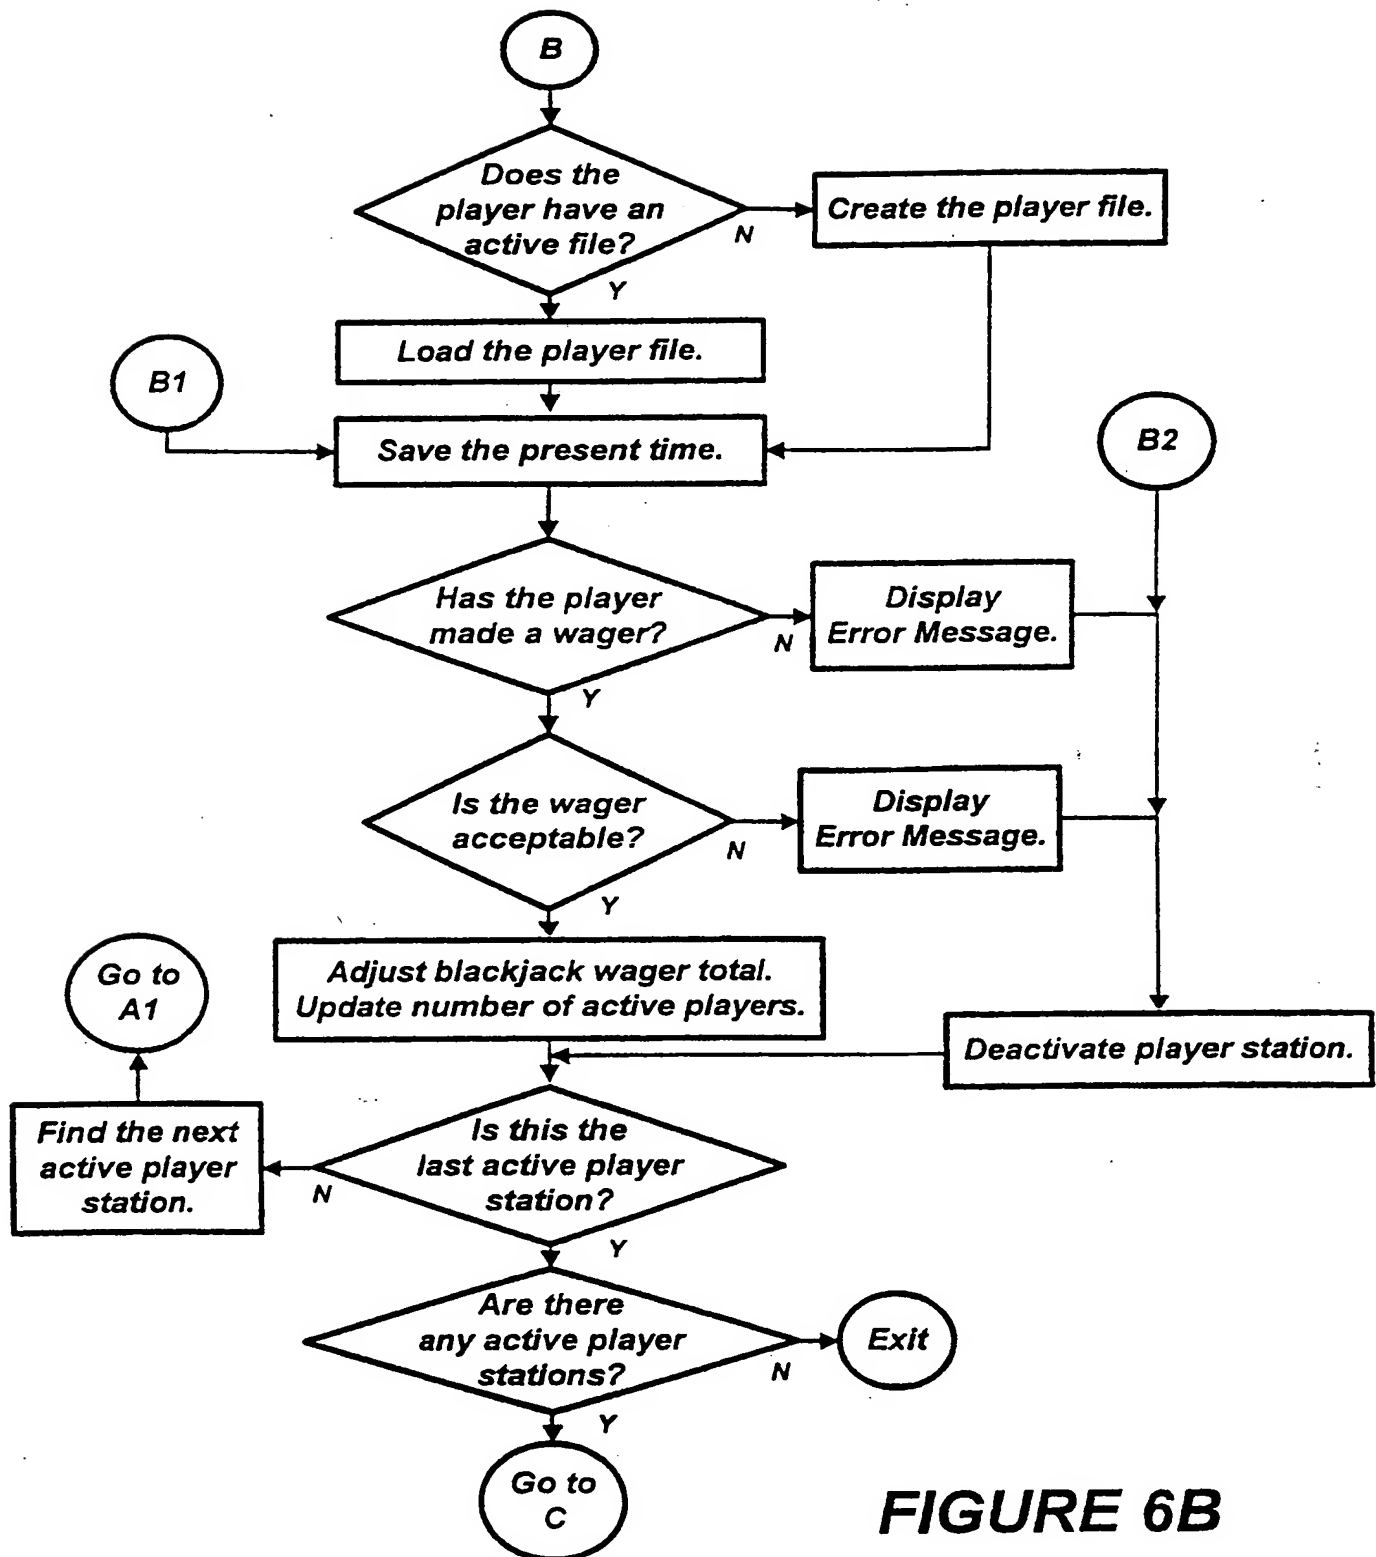 B
Does the
player have an
active file?
N
Create the player file.
Y
Load the player file.
B1
Save the present time.
B2
Has the player
made a wager?
N
Display
Error Message.
Y
Is the wager
acceptable?
N
Display
Error Message.
Y
Go to
A1
Adjust blackjack wager total.
Update number of active players.
Deactivate player station.
Find the next
active player
station.
Is this the
last active player
station?
N
Y
Are there
any active player
stations?
N
Exit
Y
Go to
C
FIGURE 6B